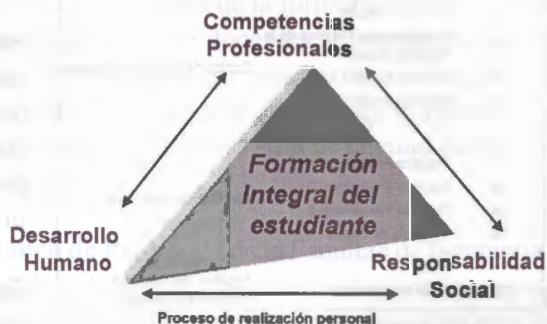 Competencias
Profesionales
Formación
Integral del
estudiante
Desarrollo
Humano
Responsabilidad
Social
Proceso de realización personal